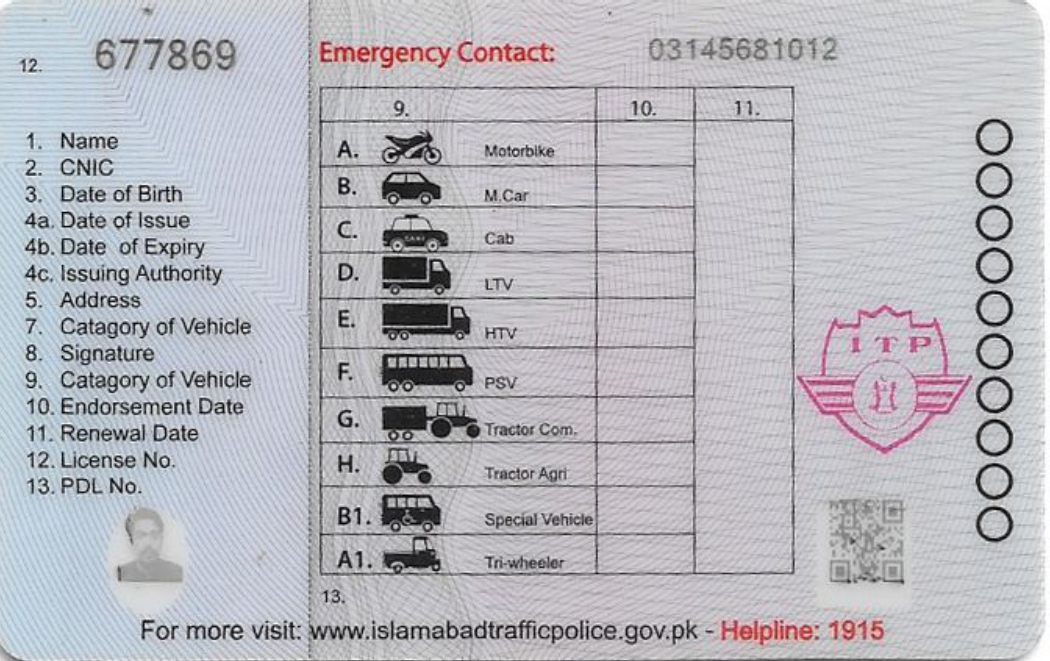 12. 677869
Emergency Contact: 03145681012
1. Name
2. CNIC
3. Date of Birth
4a. Date of Issue
4b. Date of Expiry
4c. Issuing Authority
5. Address
7. Catagory of Vehicle
8. Signature
9. Catagory of Vehicle
10. Endorsement Date
11. Renewal Date
12. License No.
13. PDL No.
9. 10. 11.
A. Motorbike
B. M.Car
C. Cab
D. LTV
E. HTV
F. PSV
G. Tractor Com.
H. Tractor Agri
B1. Special Vehicle
A1. Tri-wheeler
ITP
13.
For more visit: www.islamabadtrafficpolice.gov.pk - Helpline: 1915